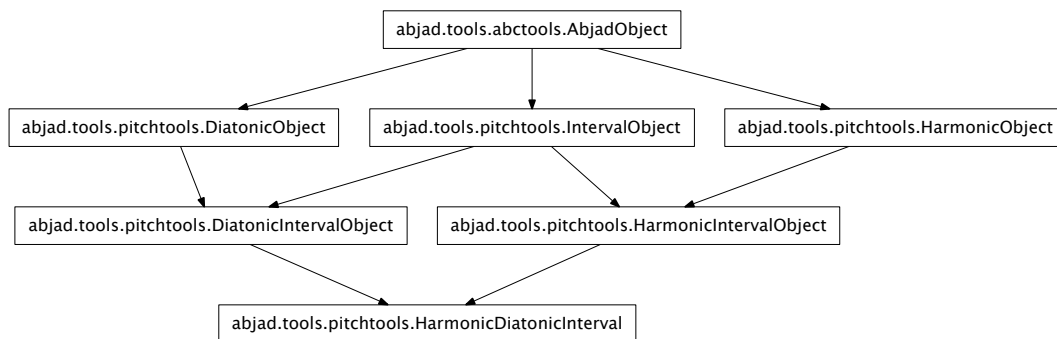 abjad.tools.abctools.AbjadObject
abjad.tools.pitchtools.DiatonicObject
abjad.tools.pitchtools.IntervalObject
abjad.tools.pitchtools.HarmonicObject
abjad.tools.pitchtools.DiatonicIntervalObject
abjad.tools.pitchtools.HarmonicIntervalObject
abjad.tools.pitchtools.HarmonicDiatonicInterval